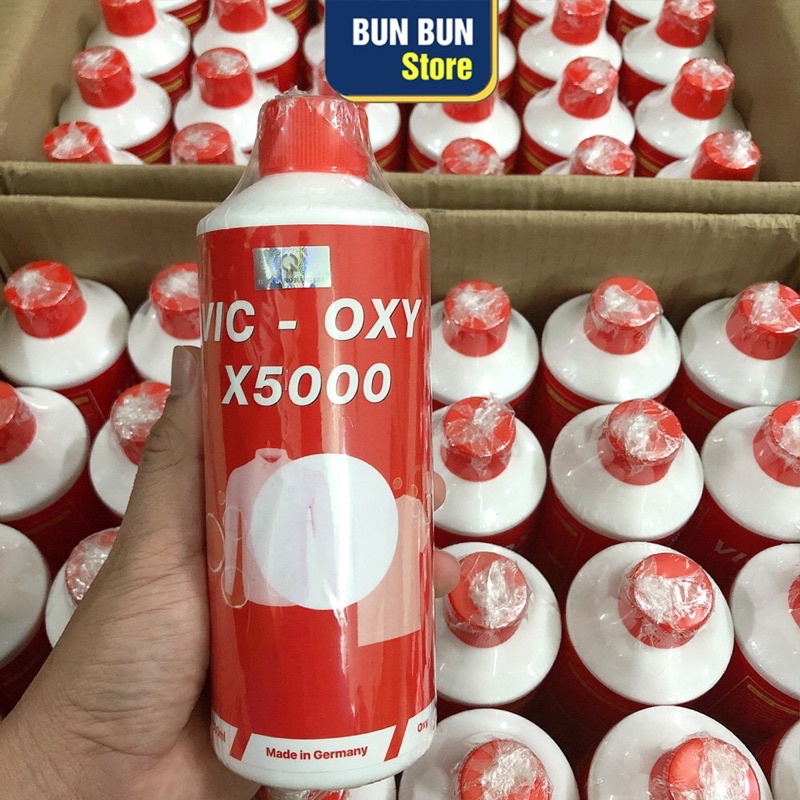 BUN BUN
Store
VIC - OXY
X5000
Made in Germany
Oxy